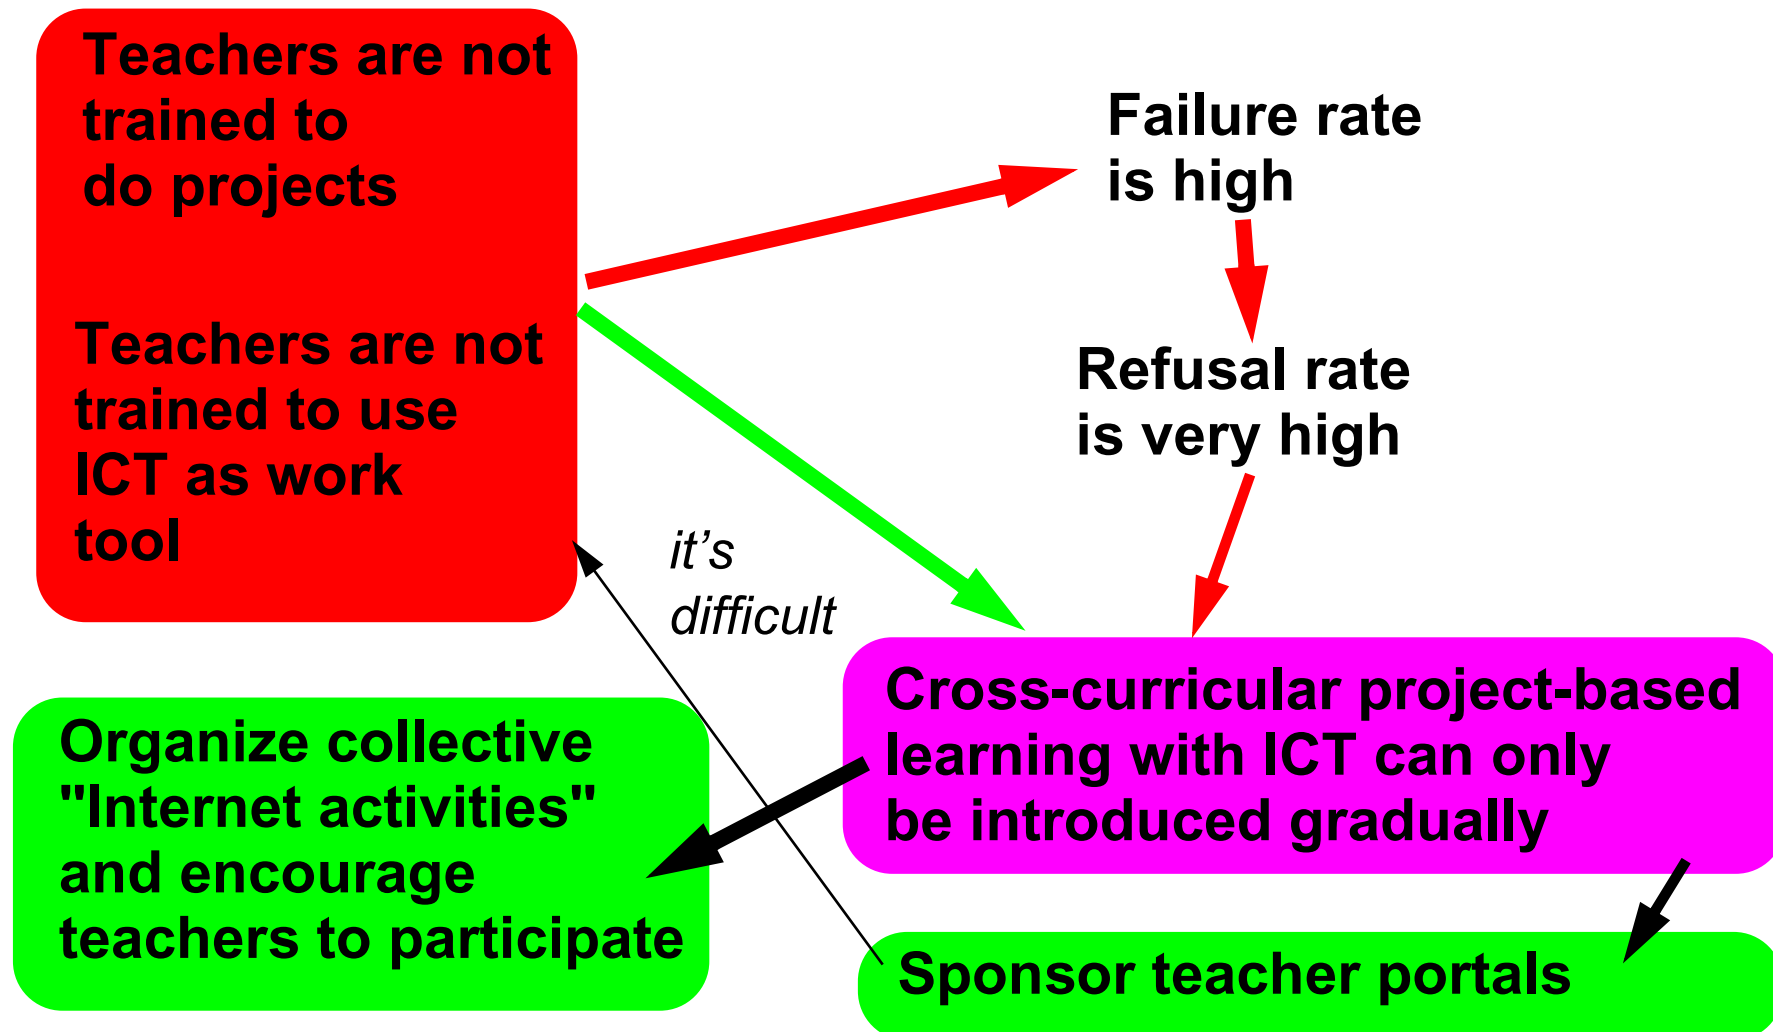 Teachers are not
trained to
do projects
Teachers are not
trained to use
ICT as work
tool
Failure rate
is high
Refusal rate
is very high
it’s
difficult
Cross-curricular project-based
learning with ICT can only
be introduced gradually
Organize collective
"Internet activities"
and encourage
teachers to participate
Sponsor teacher portals